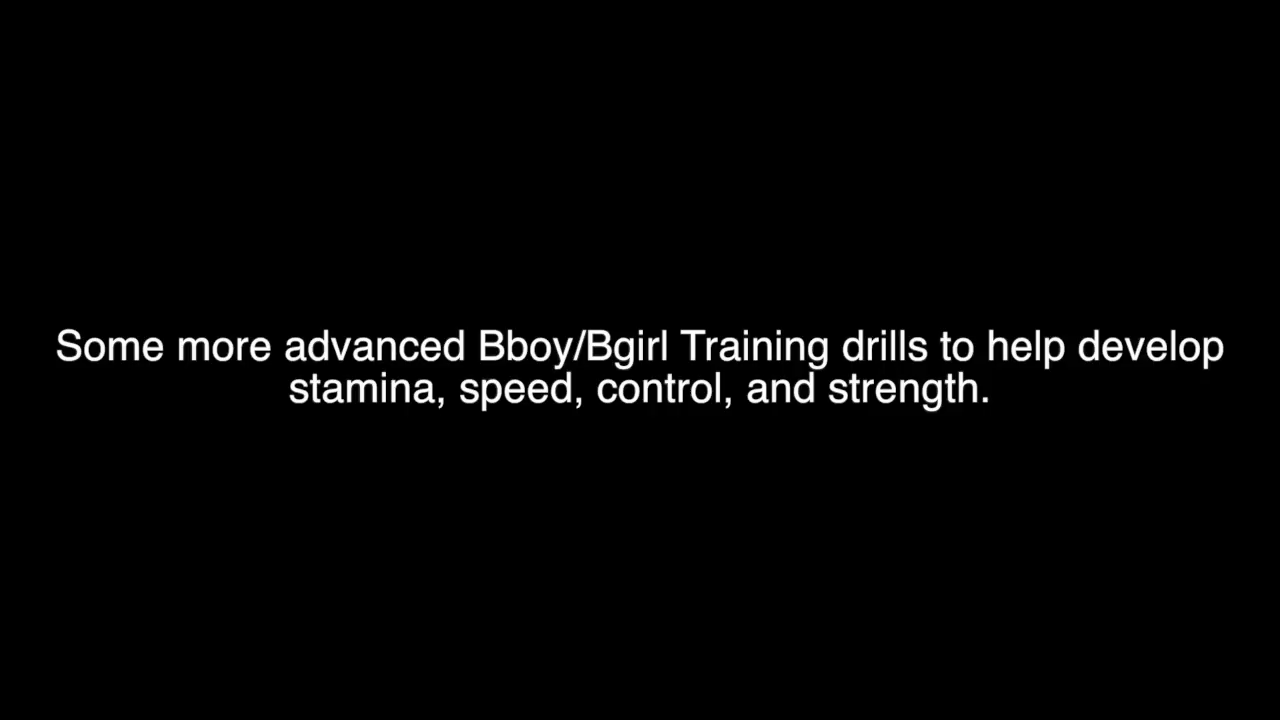 Some more advanced Bboy/Bgirl Training drills to help develop
stamina, speed, control, and strength.